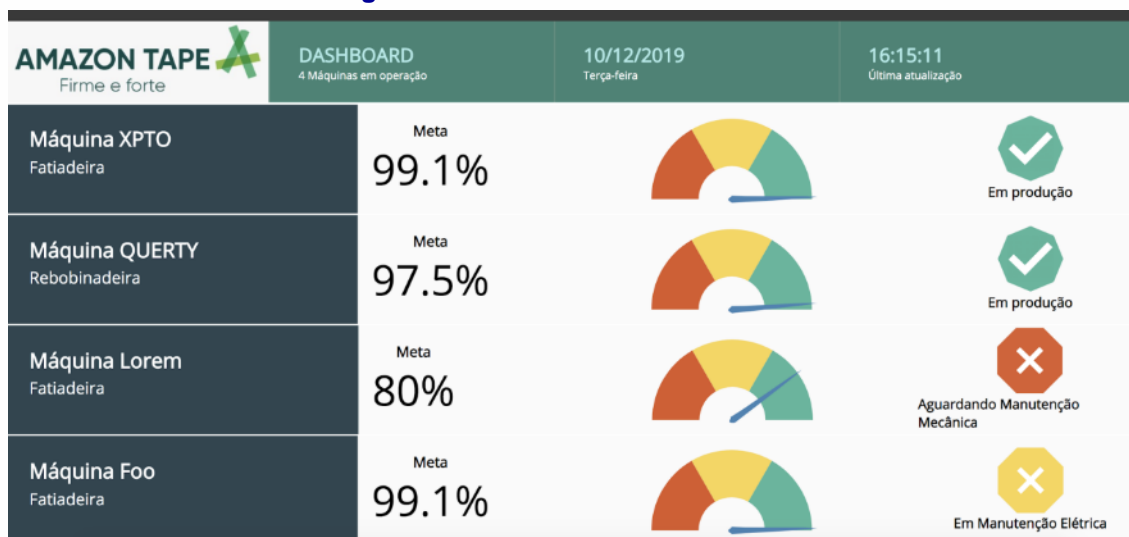 AMAZON TAPE
Firme e forte
DASHBOARD
4 Máquinas em operação
10/12/2019
Terça-feira
16:15:11
Última atualização
Máquina XPTO
Fatiadeira
Meta
99.1%
Em produção
Máquina QUERTY
Rebobinadeira
Meta
97.5%
Em produção
Máquina Lorem
Fatiadeira
Meta
80%
Aguardando Manutenção
Mecânica
Máquina Foo
Fatiadeira
Meta
99.1%
Em Manutenção Elétrica